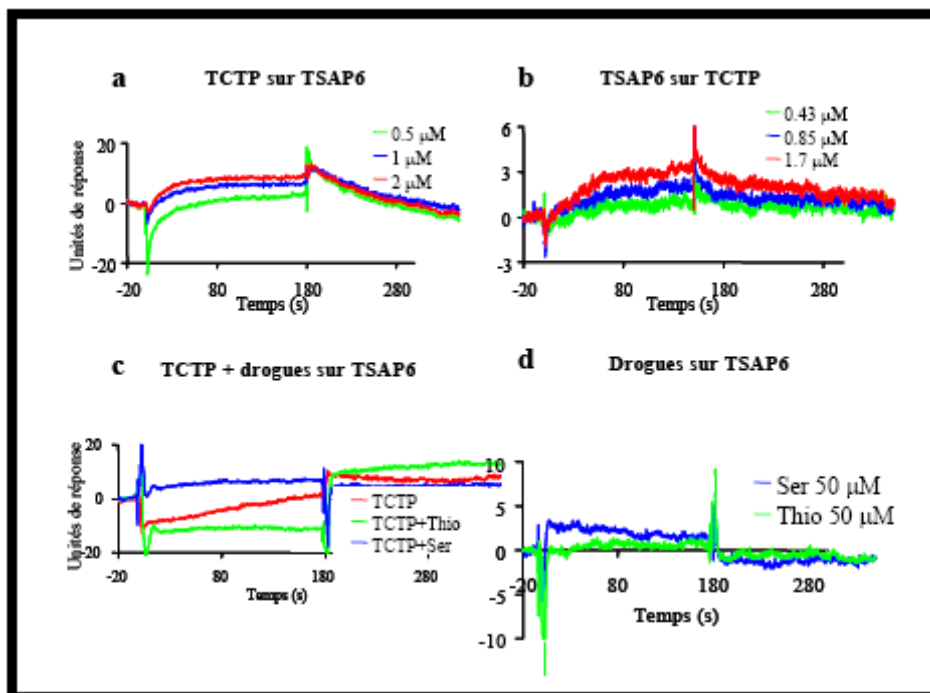 a TCTP sur TSAP6
Unités de réponse
20
0
-20
-20 80 180 280
Temps (s)
0.5 µM
1 µM
2 µM
b TSAP6 sur TCTP
6
3
0
-3
-20 80 180 280
Temps (s)
0.43 µM
0.85 µM
1.7 µM
c TCTP + drogues sur TSAP6
Unités de réponse
20
0
-20
-20 80 180 280
Temps (s)
TCTP
TCTP+Thio
TCTP+Ser
d Drogues sur TSAP6
10
5
0
-5
-10
-20 80 180 280
Temps (s)
Ser 50 µM
Thio 50 µM